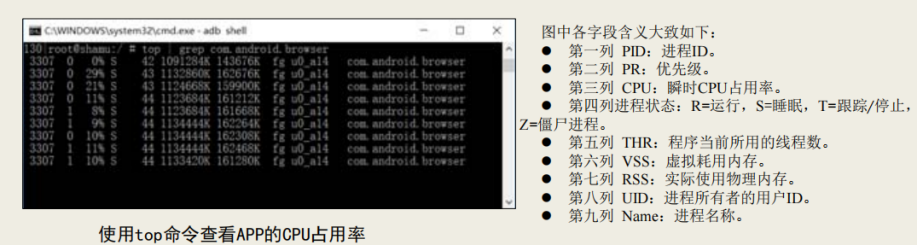 C:\WINDOWS\system32\cmd.exe - adb shell
130|root@shamu:/ # top | grep com.android.browser
3307 0 0% S 42 1091284K 143676K fg u0_a14 com.android.browser
3307 0 29% S 43 1132860K 162676K fg u0_a14 com.android.browser
3307 0 21% S 43 1124668K 159900K fg u0_a14 com.android.browser
3307 0 11% S 44 1123684K 161212K fg u0_a14 com.android.browser
3307 1 8% S 44 1123684K 161668K fg u0_a14 com.android.browser
3307 1 9% S 44 1134444K 162264K fg u0_a14 com.android.browser
3307 0 10% S 44 1134444K 162308K fg u0_a14 com.android.browser
3307 1 11% S 44 1134444K 162468K fg u0_a14 com.android.browser
3307 1 10% S 44 1133420K 161280K fg u0_a14 com.android.browser
使用top命令查看APP的CPU占用率
图中各字段含义大致如下：
● 第一列 PID：进程ID。
● 第二列 PR：优先级。
● 第三列 CPU：瞬时CPU占用率。
● 第四列进程状态：R=运行，S=睡眠，T=跟踪/停止，
Z=僵尸进程。
● 第五列 THR：程序当前所用的线程数。
● 第六列 VSS：虚拟耗用内存。
● 第七列 RSS：实际使用物理内存。
● 第八列 UID：进程所有者的用户ID。
● 第九列 Name：进程名称。